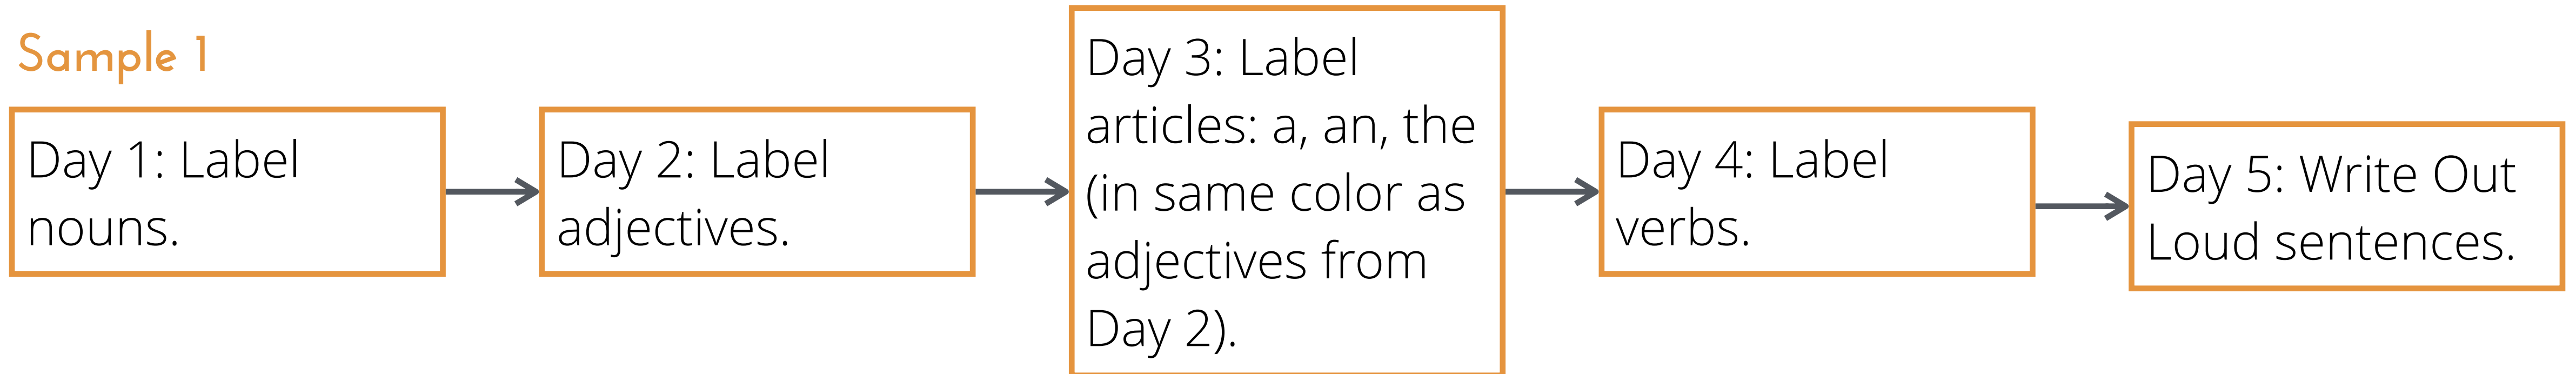 Sample 1
Day 1: Label
nouns.
Day 2: Label
adjectives.
Day 3: Label
articles: a, an, the
(in same color as
adjectives from
Day 2).
Day 4: Label
verbs.
Day 5: Write Out
Loud sentences.